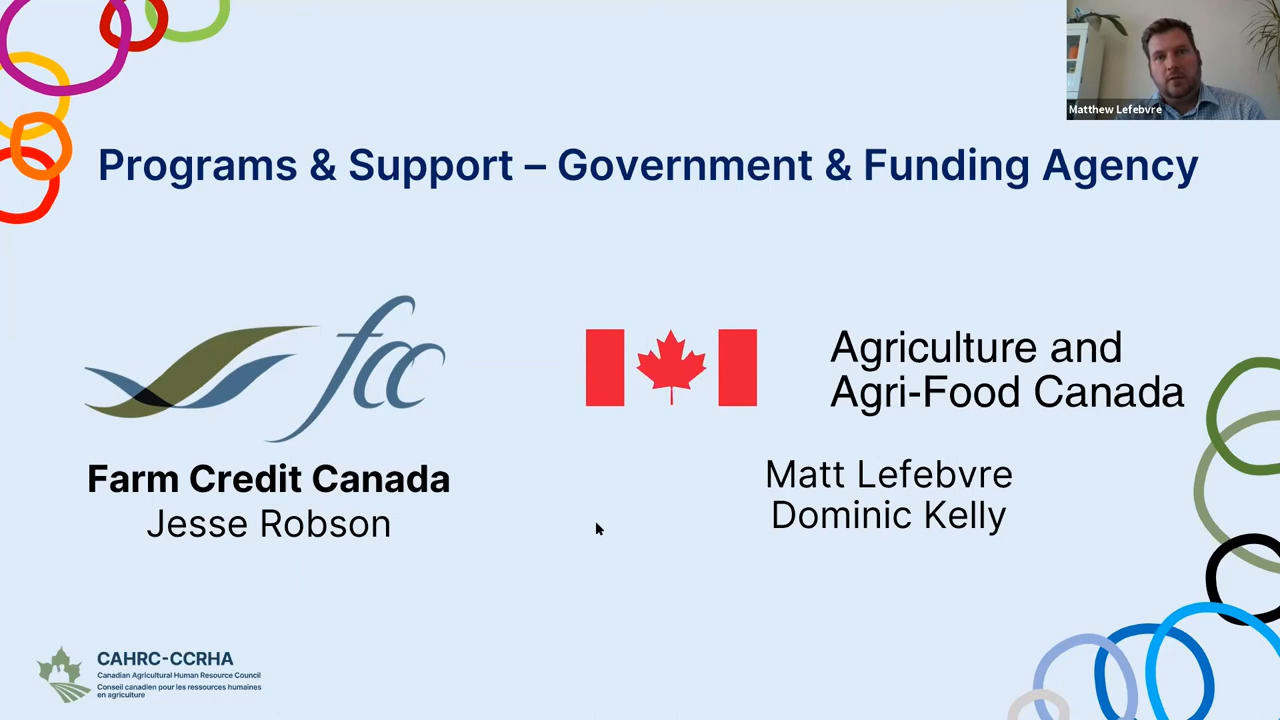 Matthew Lefebvre
Programs & Support – Government & Funding Agency
fcc
Farm Credit Canada
Jesse Robson
Agriculture and
Agri-Food Canada
Matt Lefebvre
Dominic Kelly
CAHRC-CCRHA
Canadian Agricultural Human Resource Council
Conseil canadien pour les ressources humaines
en agriculture